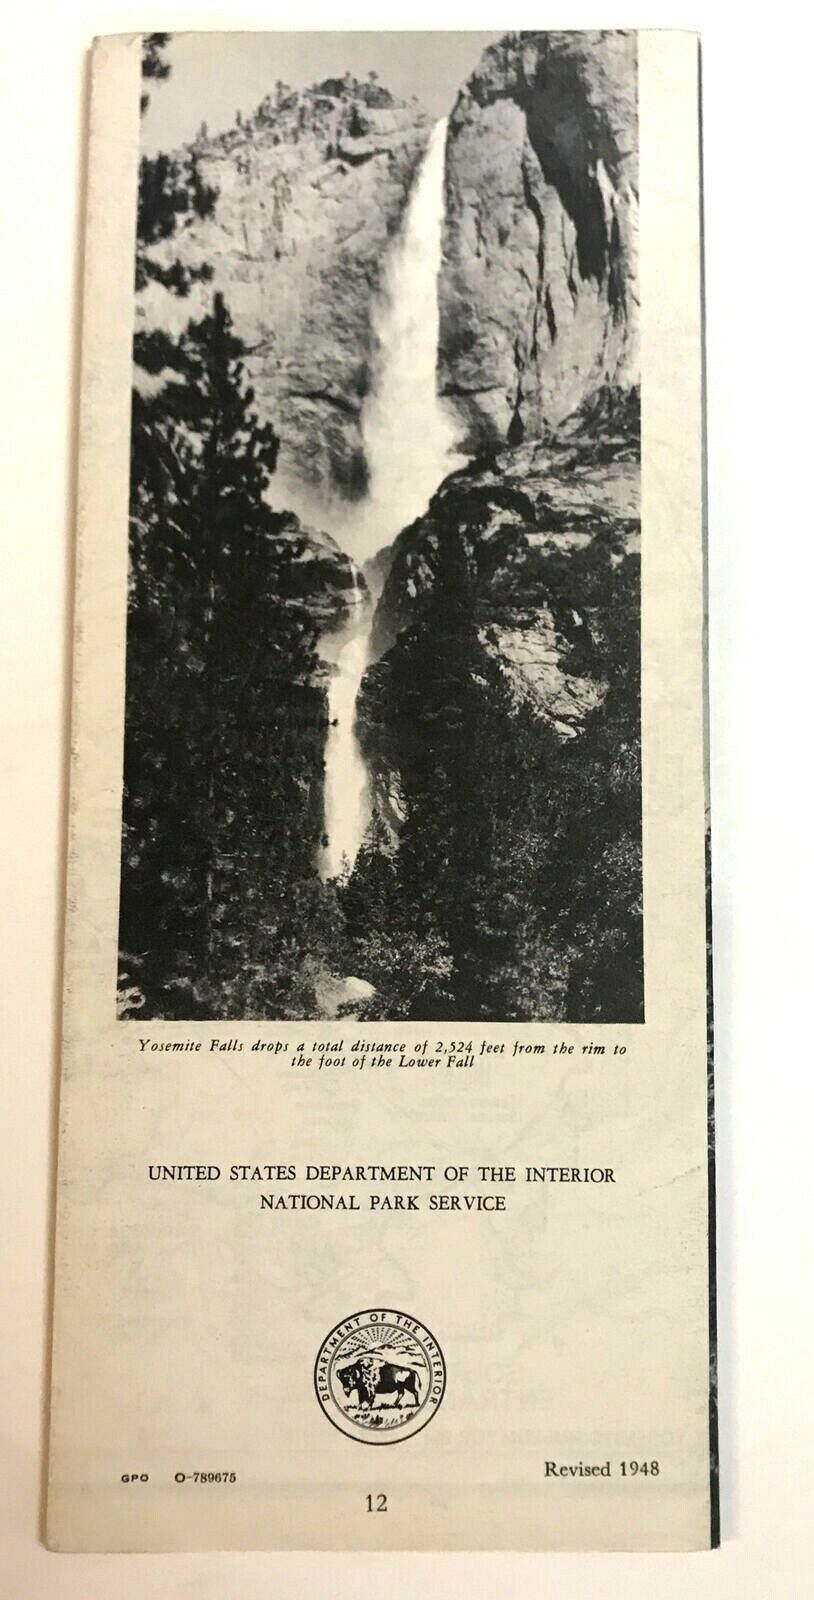 Yosemite Falls drops a total distance of 2,524 feet from the rim to
the foot of the Lower Fall
UNITED STATES DEPARTMENT OF THE INTERIOR
NATIONAL PARK SERVICE
DEPARTMENT OF THE INTERIOR
GPO O-789675
Revised 1948
12